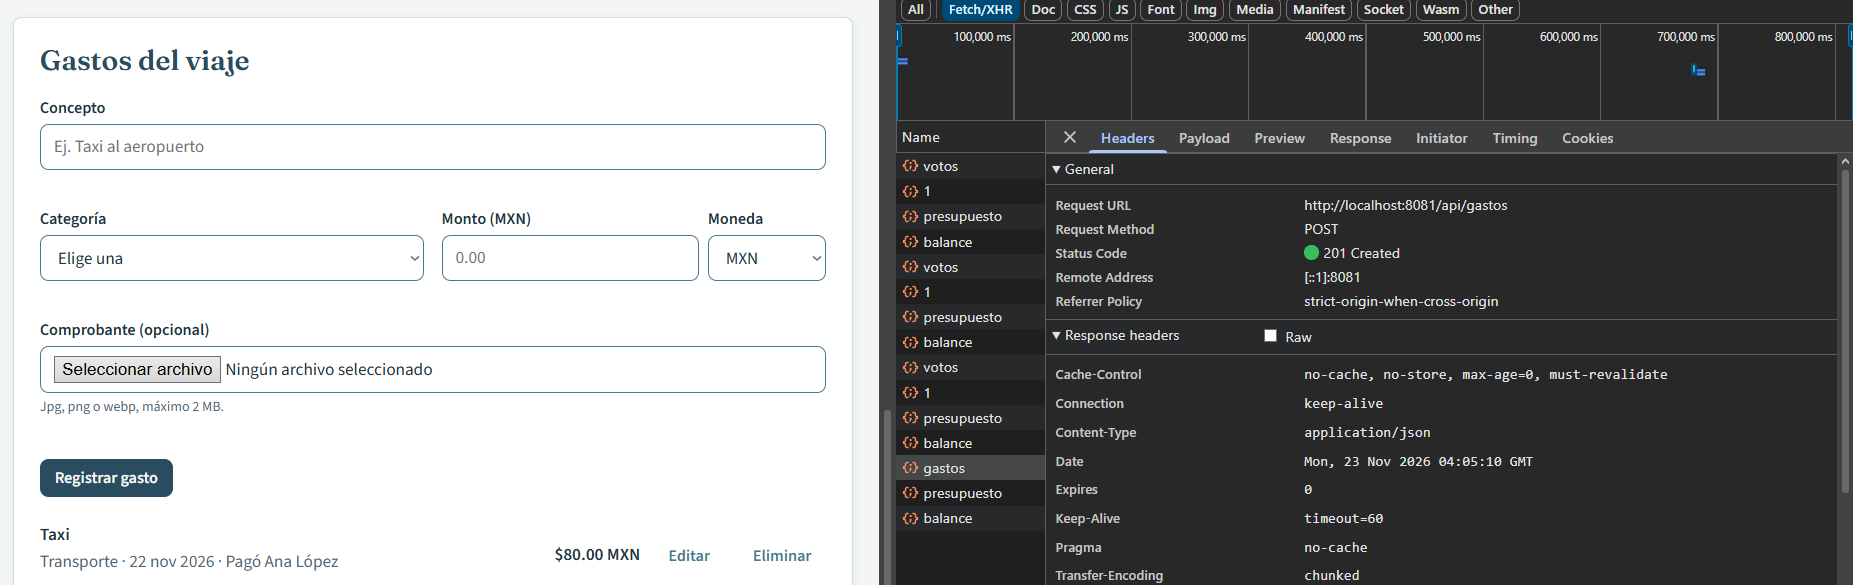 Gastos del viaje
Concepto
Ej. Taxi al aeropuerto
Categoría Monto (MXN) Moneda
Elige una 0.00 MXN
Comprobante (opcional)
Seleccionar archivo Ningún archivo seleccionado
Jpg, png o webp, máximo 2 MB.
Registrar gasto
Taxi
Transporte · 22 nov 2026 · Pagó Ana López
$80.00 MXN Editar Eliminar
All Fetch/XHR Doc CSS JS Font Img Media Manifest Socket Wasm Other
100,000 ms 200,000 ms 300,000 ms 400,000 ms 500,000 ms 600,000 ms 700,000 ms 800,000 ms
Name
votos
1
presupuesto
balance
votos
1
presupuesto
balance
votos
1
presupuesto
balance
gastos
presupuesto
balance
Headers Payload Preview Response Initiator Timing Cookies
General
Request URL http://localhost:8081/api/gastos
Request Method POST
Status Code 201 Created
Remote Address [::1]:8081
Referrer Policy strict-origin-when-cross-origin
Response headers Raw
Cache-Control no-cache, no-store, max-age=0, must-revalidate
Connection keep-alive
Content-Type application/json
Date Mon, 23 Nov 2026 04:05:10 GMT
Expires 0
Keep-Alive timeout=60
Pragma no-cache
Transfer-Encoding chunked